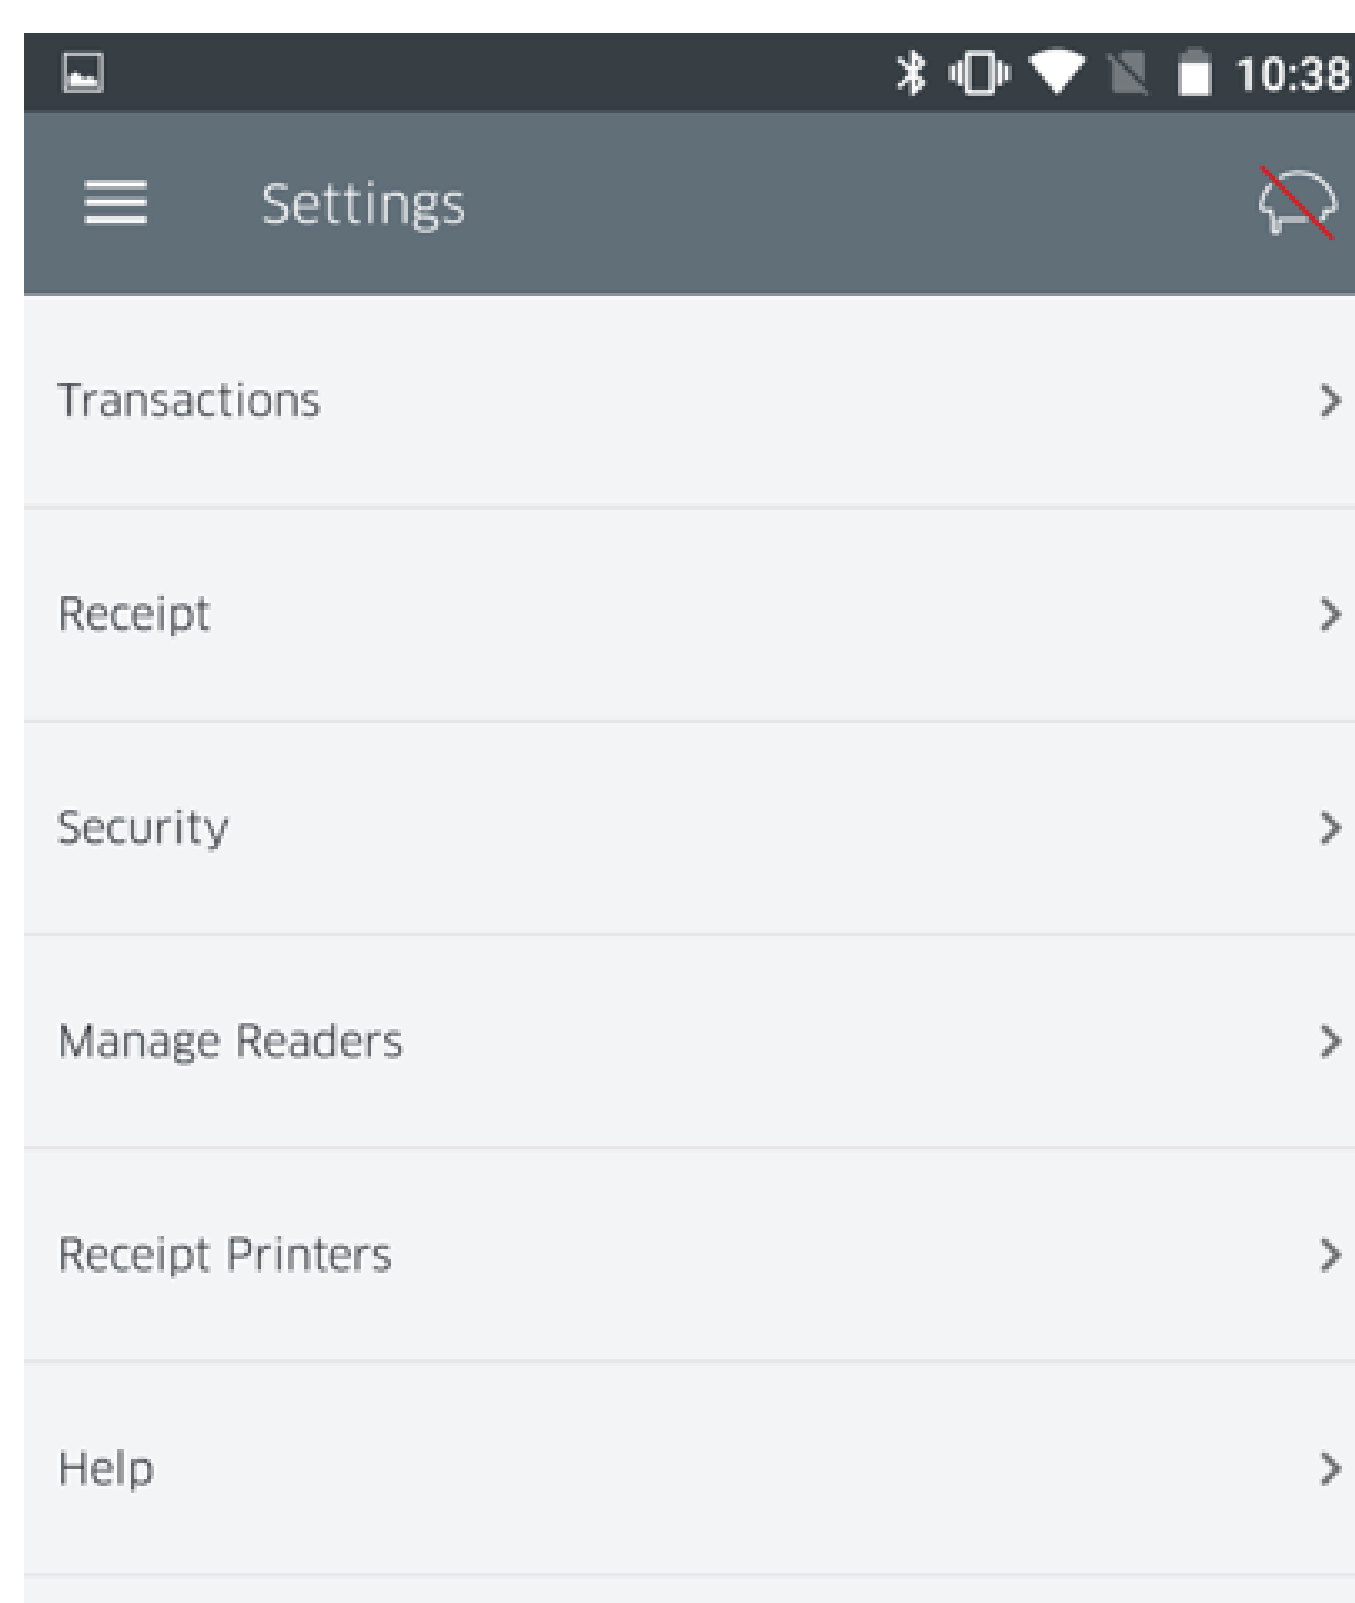 10:38
Settings
Transactions
Receipt
Security
Manage Readers
Receipt Printers
Help